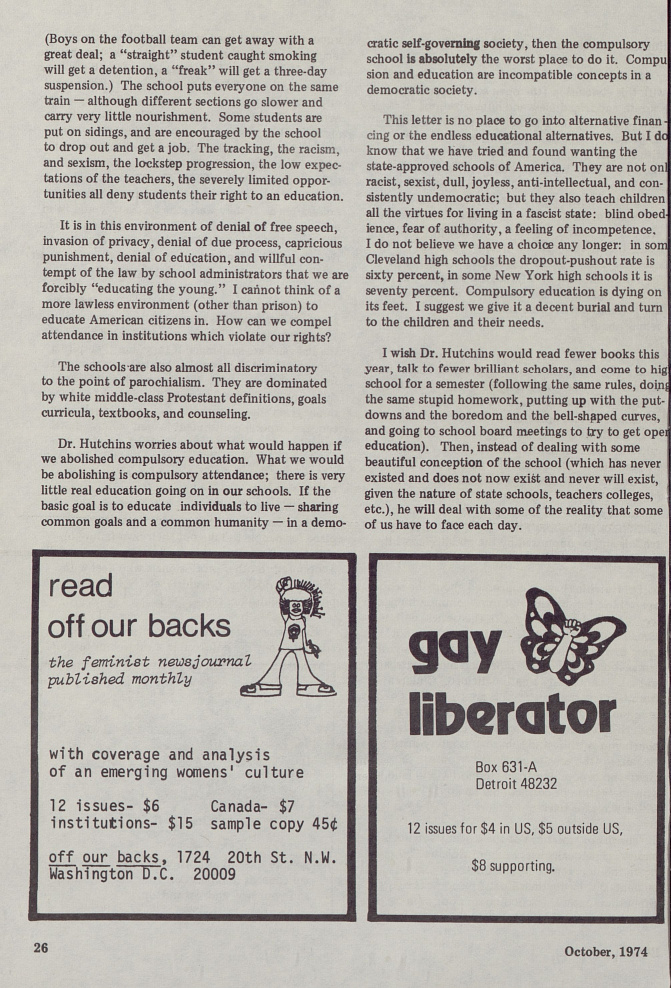 (Boys on the football team can get away with a
great deal; a “straight” student caught smoking
will get a detention, a “freak” will get a three-day
suspension.) The school puts everyone on the same
train — although different sections go slower and
carry very little nourishment. Some students are
put on sidings, and are encouraged by the school
to drop out and get a job. The tracking, the racism,
and sexism, the lockstep progression, the low expec-
tations of the teachers, the severely limited oppor-
tunities all deny students their right to an education.
It is in this environment of denial of free speech,
invasion of privacy, denial of due process, capricious
punishment, denial of education, and willful con-
tempt of the law by school administrators that we are
forcibly “educating the young.” I cannot think of a
more lawless environment (other than prison) to
educate American citizens in. How can we compel
attendance in institutions which violate our rights?
The schools are also almost all discriminatory
to the point of parochialism. They are dominated
by white middle-class Protestant definitions, goals
curricula, textbooks, and counseling.
Dr. Hutchins worries about what would happen if
we abolished compulsory education. What we would
be abolishing is compulsory attendance; there is very
little real education going on in our schools. If the
basic goal is to educate individuals to live — sharing
common goals and a common humanity — in a demo-
cratic self-governing society, then the compulsory
school is absolutely the worst place to do it. Compu
sion and education are incompatible concepts in a
democratic society.
This letter is no place to go into alternative finan-
cing or the endless educational alternatives. But I do
know that we have tried and found wanting the
state-approved schools of America. They are not onl
racist, sexist, dull, joyless, anti-intellectual, and con-
sistently undemocratic; but they also teach children
all the virtues for living in a fascist state: blind obed-
ience, fear of authority, a feeling of incompetence.
I do not believe we have a choice any longer: in som
Cleveland high schools the dropout-pushout rate is
sixty percent, in some New York high schools it is
seventy percent. Compulsory education is dying on
its feet. I suggest we give it a decent burial and turn
to the children and their needs.
I wish Dr. Hutchins would read fewer books this
year, talk to fewer brilliant scholars, and come to hig
school for a semester (following the same rules, doing
the same stupid homework, putting up with the put-
downs and the boredom and the bell-shaped curves,
and going to school board meetings to try to get oper
education). Then, instead of dealing with some
beautiful conception of the school (which has never
existed and does not now exist and never will exist,
given the nature of state schools, teachers colleges,
etc.), he will deal with some of the reality that some
of us have to face each day.
read
off our backs
the feminist newsjournal
published monthly
with coverage and analysis
of an emerging womens' culture
12 issues- $6 Canada- $7
institutions- $15 sample copy 45¢
off our backs, 1724 20th St. N.W.
Washington D.C. 20009
gay
liberator
Box 631-A
Detroit 48232
12 issues for $4 in US, $5 outside US,
$8 supporting.
26
October, 1974